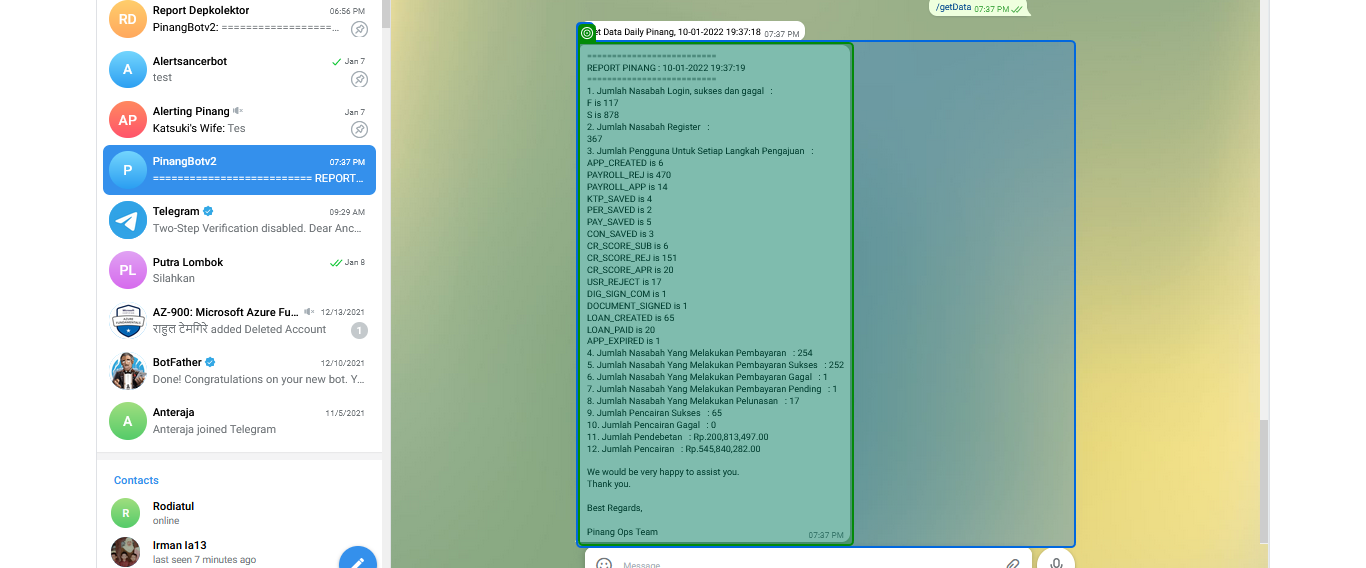 RD
Report Depkolektor
06:56 PM
PinangBotv2: ==================...
A
Alertsancerbot
Jan 7
test
AP
Alerting Pinang
Jan 7
Katsuki's Wife: Tes
P
PinangBotv2
07:37 PM
========================== REPORT...
Telegram
09:29 AM
Two-Step Verification disabled. Dear Anc...
PL
Putra Lombok
Jan 8
Silahkan
AZ-900: Microsoft Azure Fu...
12/13/2021
राहुल टेमगिरे added Deleted Account
1
BotFather
12/10/2021
Done! Congratulations on your new bot. Y...
A
Anteraja
11/5/2021
Anteraja joined Telegram
Contacts
R
Rodiatul
online
Irman Ia13
last seen 7 minutes ago
/getData 07:37 PM
et Data Daily Pinang, 10-01-2022 19:37:18 07:37 PM
==========================
REPORT PINANG : 10-01-2022 19:37:19
==========================
1. Jumlah Nasabah Login, sukses dan gagal :
F is 117
S is 878
2. Jumlah Nasabah Register :
367
3. Jumlah Pengguna Untuk Setiap Langkah Pengajuan :
APP_CREATED is 6
PAYROLL_REJ is 470
PAYROLL_APP is 14
KTP_SAVED is 4
PER_SAVED is 2
PAY_SAVED is 5
CON_SAVED is 3
CR_SCORE_SUB is 6
CR_SCORE_REJ is 151
CR_SCORE_APR is 20
USR_REJECT is 17
DIG_SIGN_COM is 1
DOCUMENT_SIGNED is 1
LOAN_CREATED is 65
LOAN_PAID is 20
APP_EXPIRED is 1
4. Jumlah Nasabah Yang Melakukan Pembayaran : 254
5. Jumlah Nasabah Yang Melakukan Pembayaran Sukses : 252
6. Jumlah Nasabah Yang Melakukan Pembayaran Gagal : 1
7. Jumlah Nasabah Yang Melakukan Pembayaran Pending : 1
8. Jumlah Nasabah Yang Melakukan Pelunasan : 17
9. Jumlah Pencairan Sukses : 65
10. Jumlah Pencairan Gagal : 0
11. Jumlah Pendebetan : Rp.200,813,497.00
12. Jumlah Pencairan : Rp.545,840,282.00
We would be very happy to assist you.
Thank you.
Best Regards,
Pinang Ops Team
07:37 PM
Message